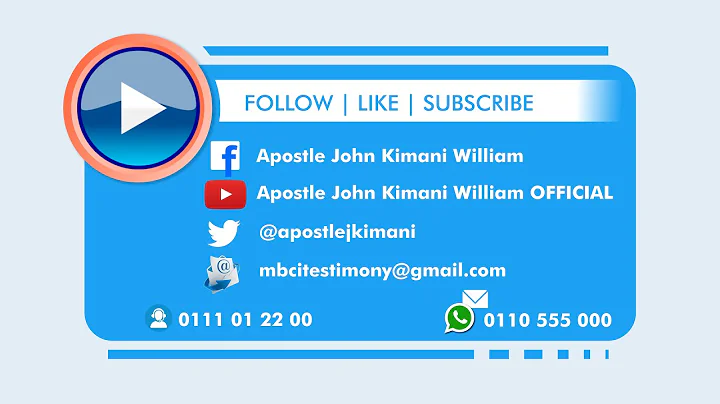 FOLLOW | LIKE | SUBSCRIBE
Apostle John Kimani William
Apostle John Kimani William OFFICIAL
@apostlejkimani
mbcitestimony@gmail.com
0111 01 22 00
0110 555 000